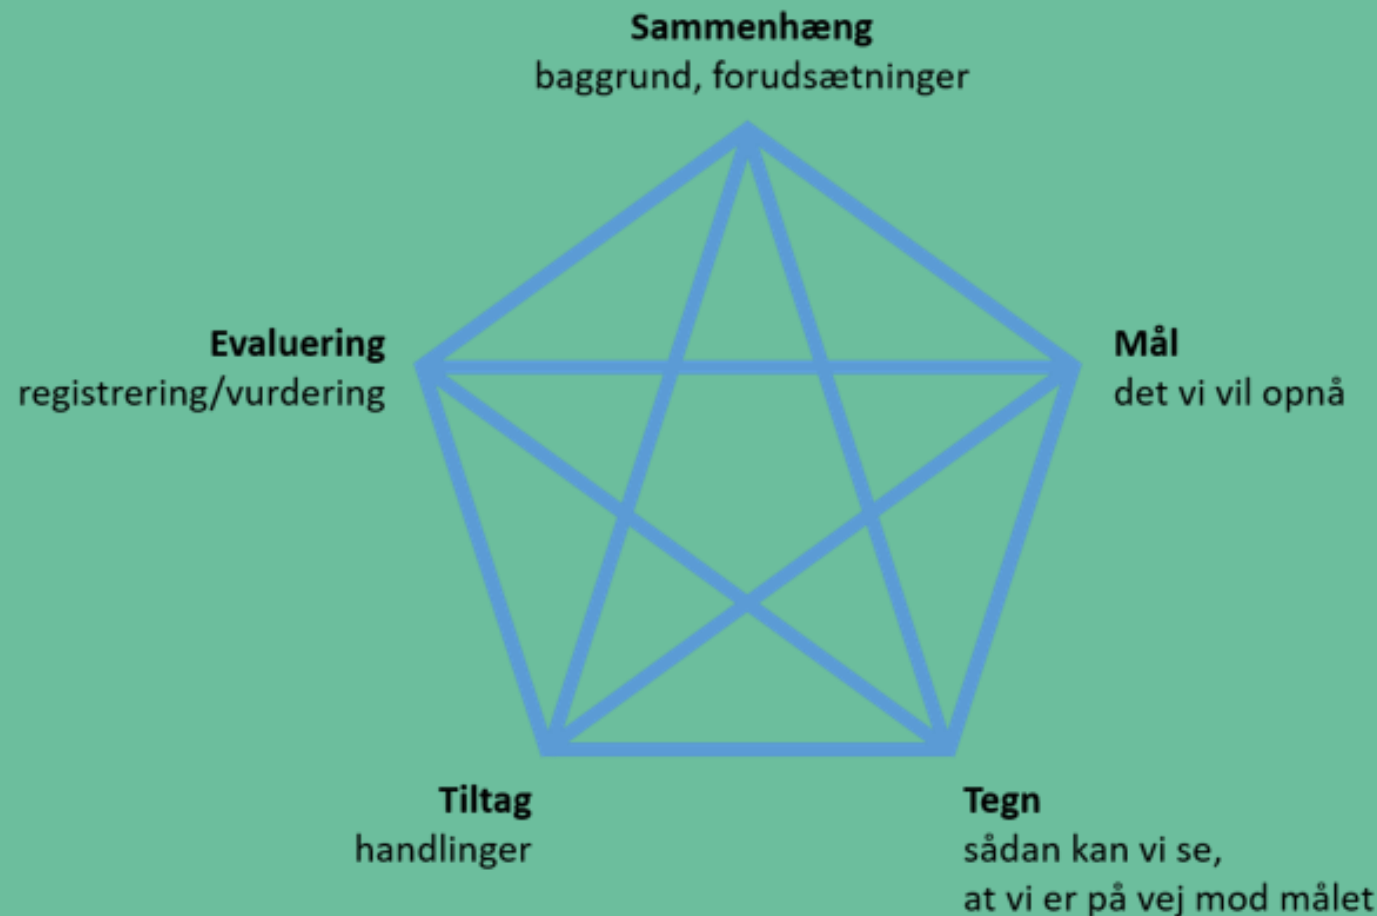 Sammenhæng
baggrund, forudsætninger
Evaluering
registrering/vurdering
Mål
det vi vil opnå
Tiltag
handlinger
Tegn
sådan kan vi se,
at vi er på vej mod målet